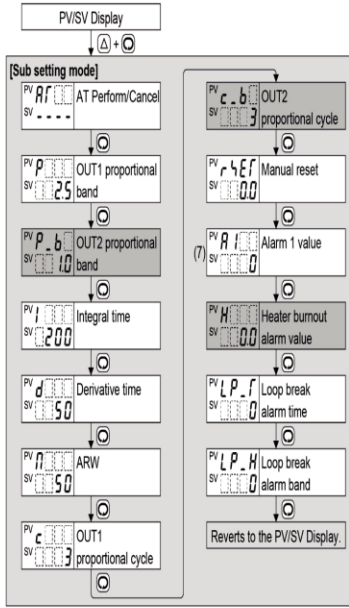 PV/SV Display
△ + ↻
[Sub setting mode]
PV AT
SV ----
AT Perform/Cancel
PV P
SV 2.5
OUT1 proportional
band
PV P_b
SV 1.0
OUT2 proportional
band
PV I
SV 200
Integral time
PV d
SV 50
Derivative time
PV A
SV 50
ARW
PV c
SV 3
OUT1
proportional cycle
PV c_b
SV 3
OUT2
proportional cycle
PV rSET
SV 0.0
Manual reset
(7)
PV A1
SV 0
Alarm 1 value
PV H
SV 0.0
Heater burnout
alarm value
PV LP_T
SV 0
Loop break
alarm time
PV LP_H
SV 0
Loop break
alarm band
Reverts to the PV/SV Display.